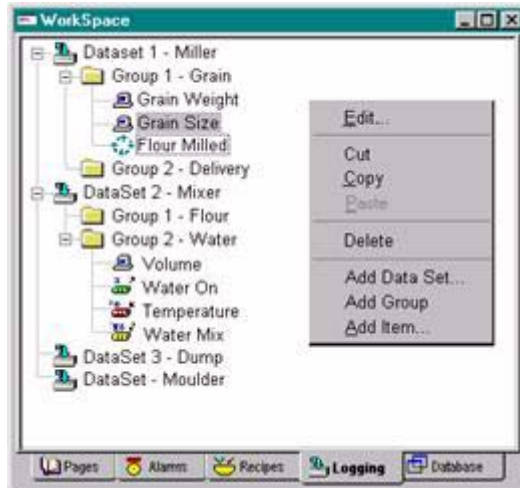 WorkSpace
Dataset 1 - Miller
Group 1 - Grain
Grain Weight
Grain Size
Flour Milled
Group 2 - Delivery
DataSet 2 - Mixer
Group 1 - Flour
Group 2 - Water
Volume
Water On
Temperature
Water Mix
DataSet 3 - Dump
DataSet - Moulder
Edit...
Cut
Copy
Paste
Delete
Add Data Set...
Add Group
Add Item...
Pages Alarms Recipes Logging Database